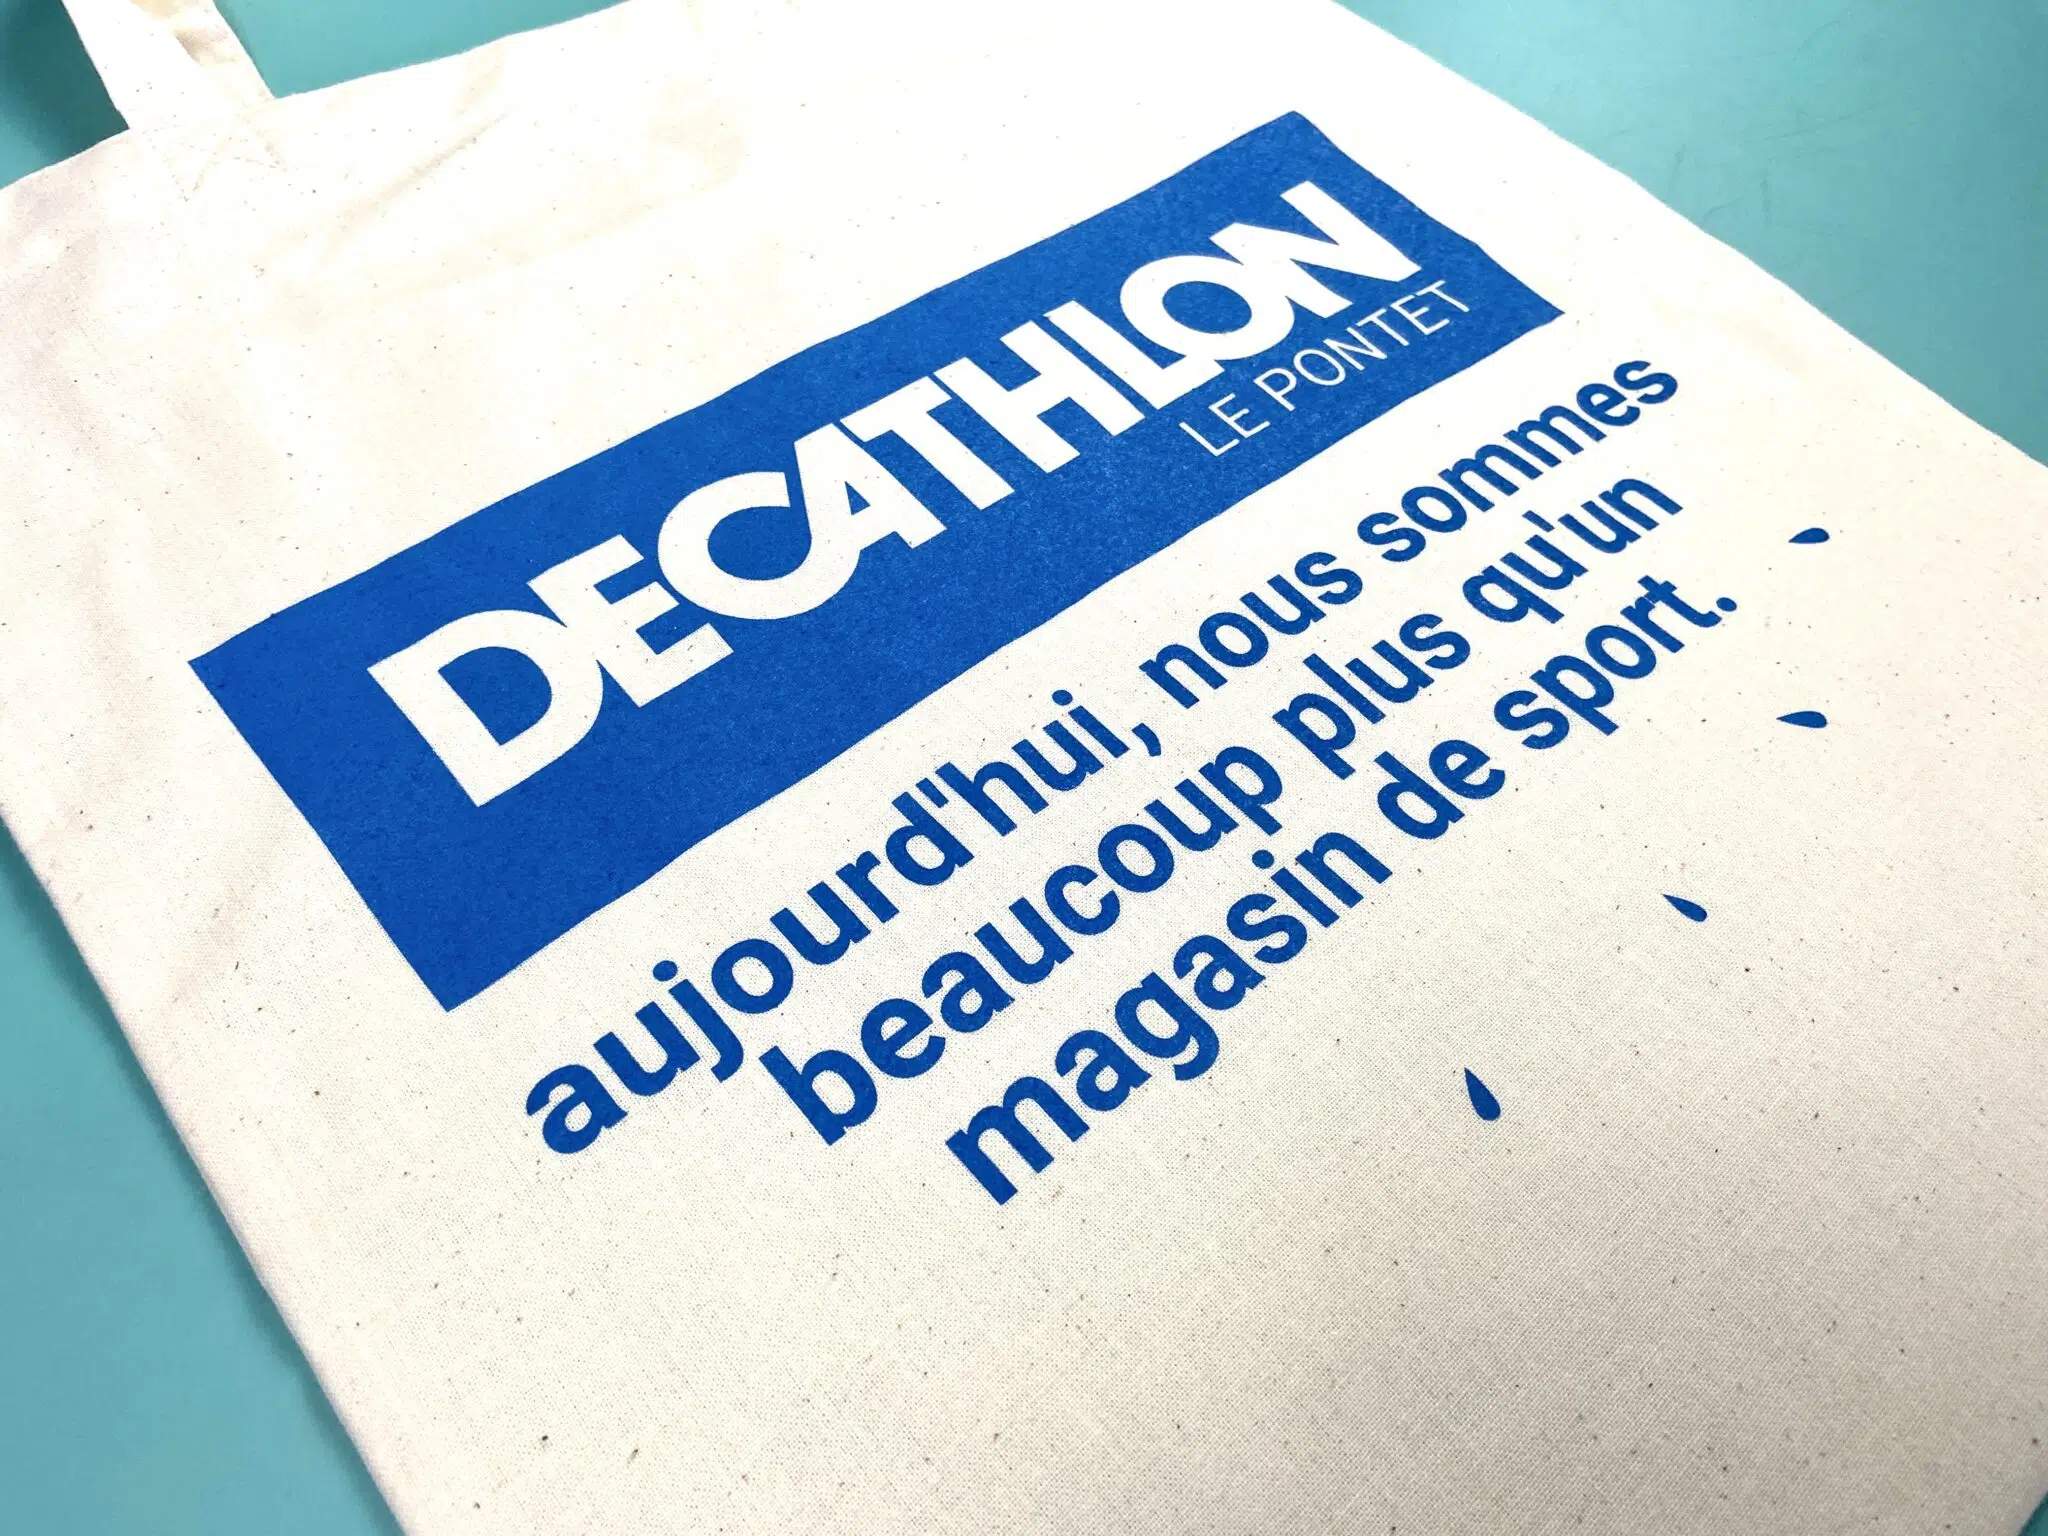 DECATHLON
LE PONTET
aujourd'hui, nous sommes
beaucoup plus qu'un
magasin de sport.